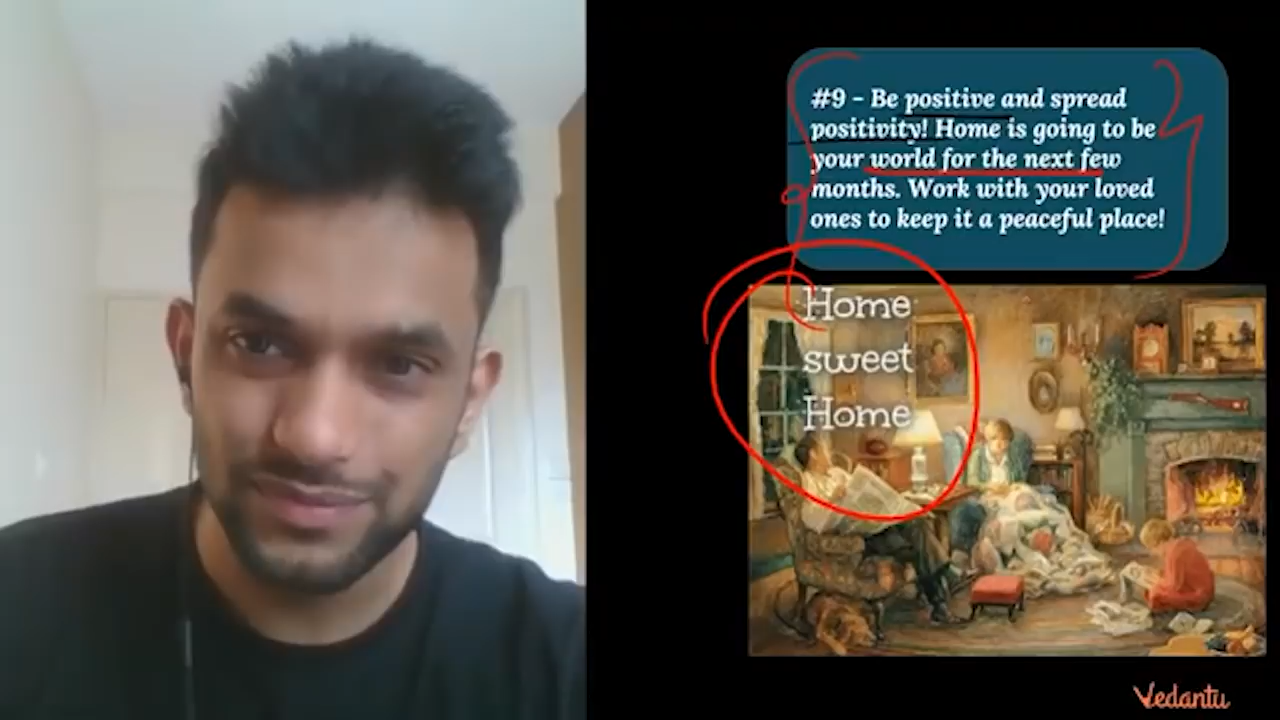 #9 - Be positive and spread
positivity! Home is going to be
your world for the next few
months. Work with your loved
ones to keep it a peaceful place!
Home
sweet
Home
Vedantu